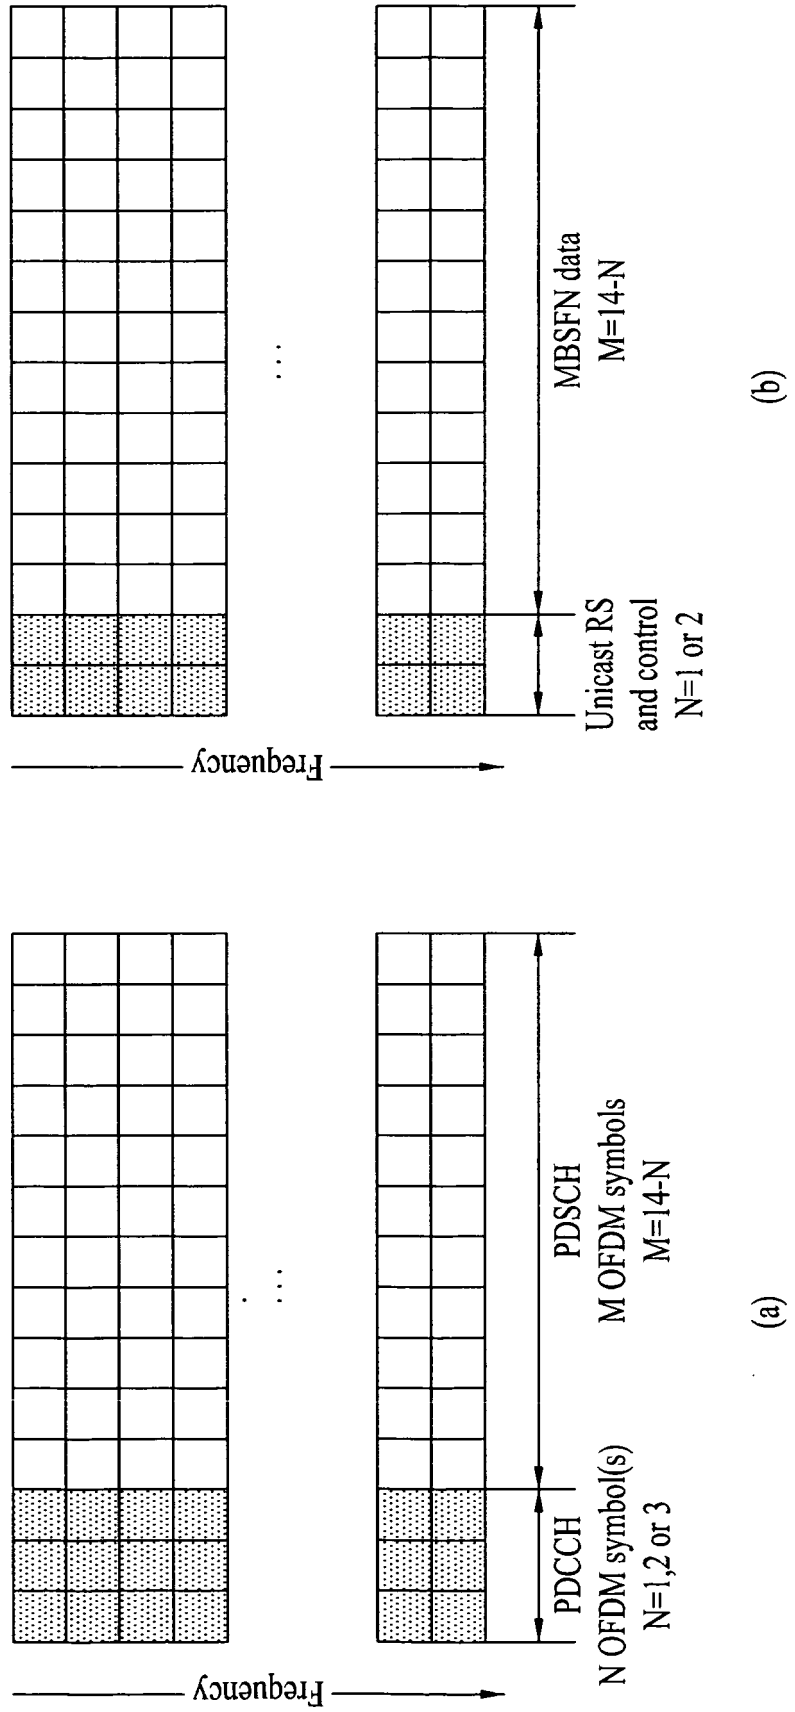 Frequency
...
PDCCH
N OFDM symbol(s)
N=1,2 or 3
PDSCH
M OFDM symbols
M=14-N
(a)
Frequency
...
Unicast RS
and control
N=1 or 2
MBSFN data
M=14-N
(b)